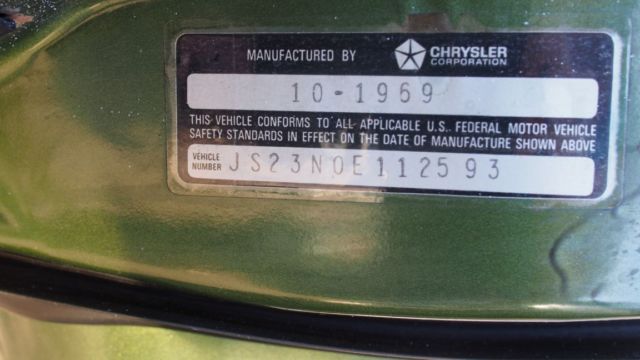 MANUFACTURED BY CHRYSLER CORPORATION
10-1969
THIS VEHICLE CONFORMS TO ALL APPLICABLE U.S. FEDERAL MOTOR VEHICLE
SAFETY STANDARDS IN EFFECT ON THE DATE OF MANUFACTURE SHOWN ABOVE
VEHICLE NUMBER JS23N0E112593